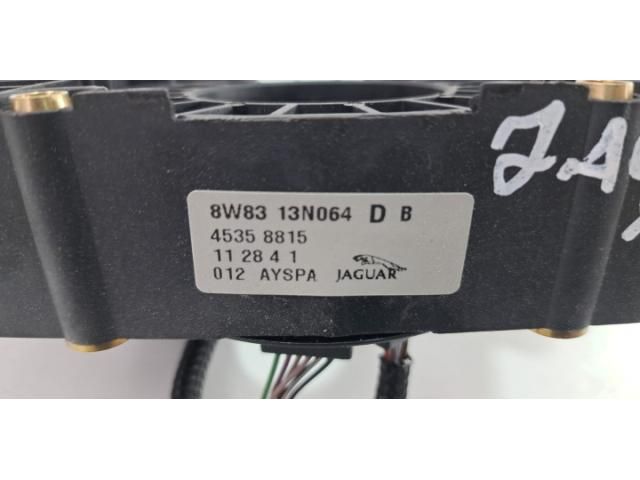 8W83 13N064 D B
4535 8815
11 28 4 1
012 AYSPA JAGUAR